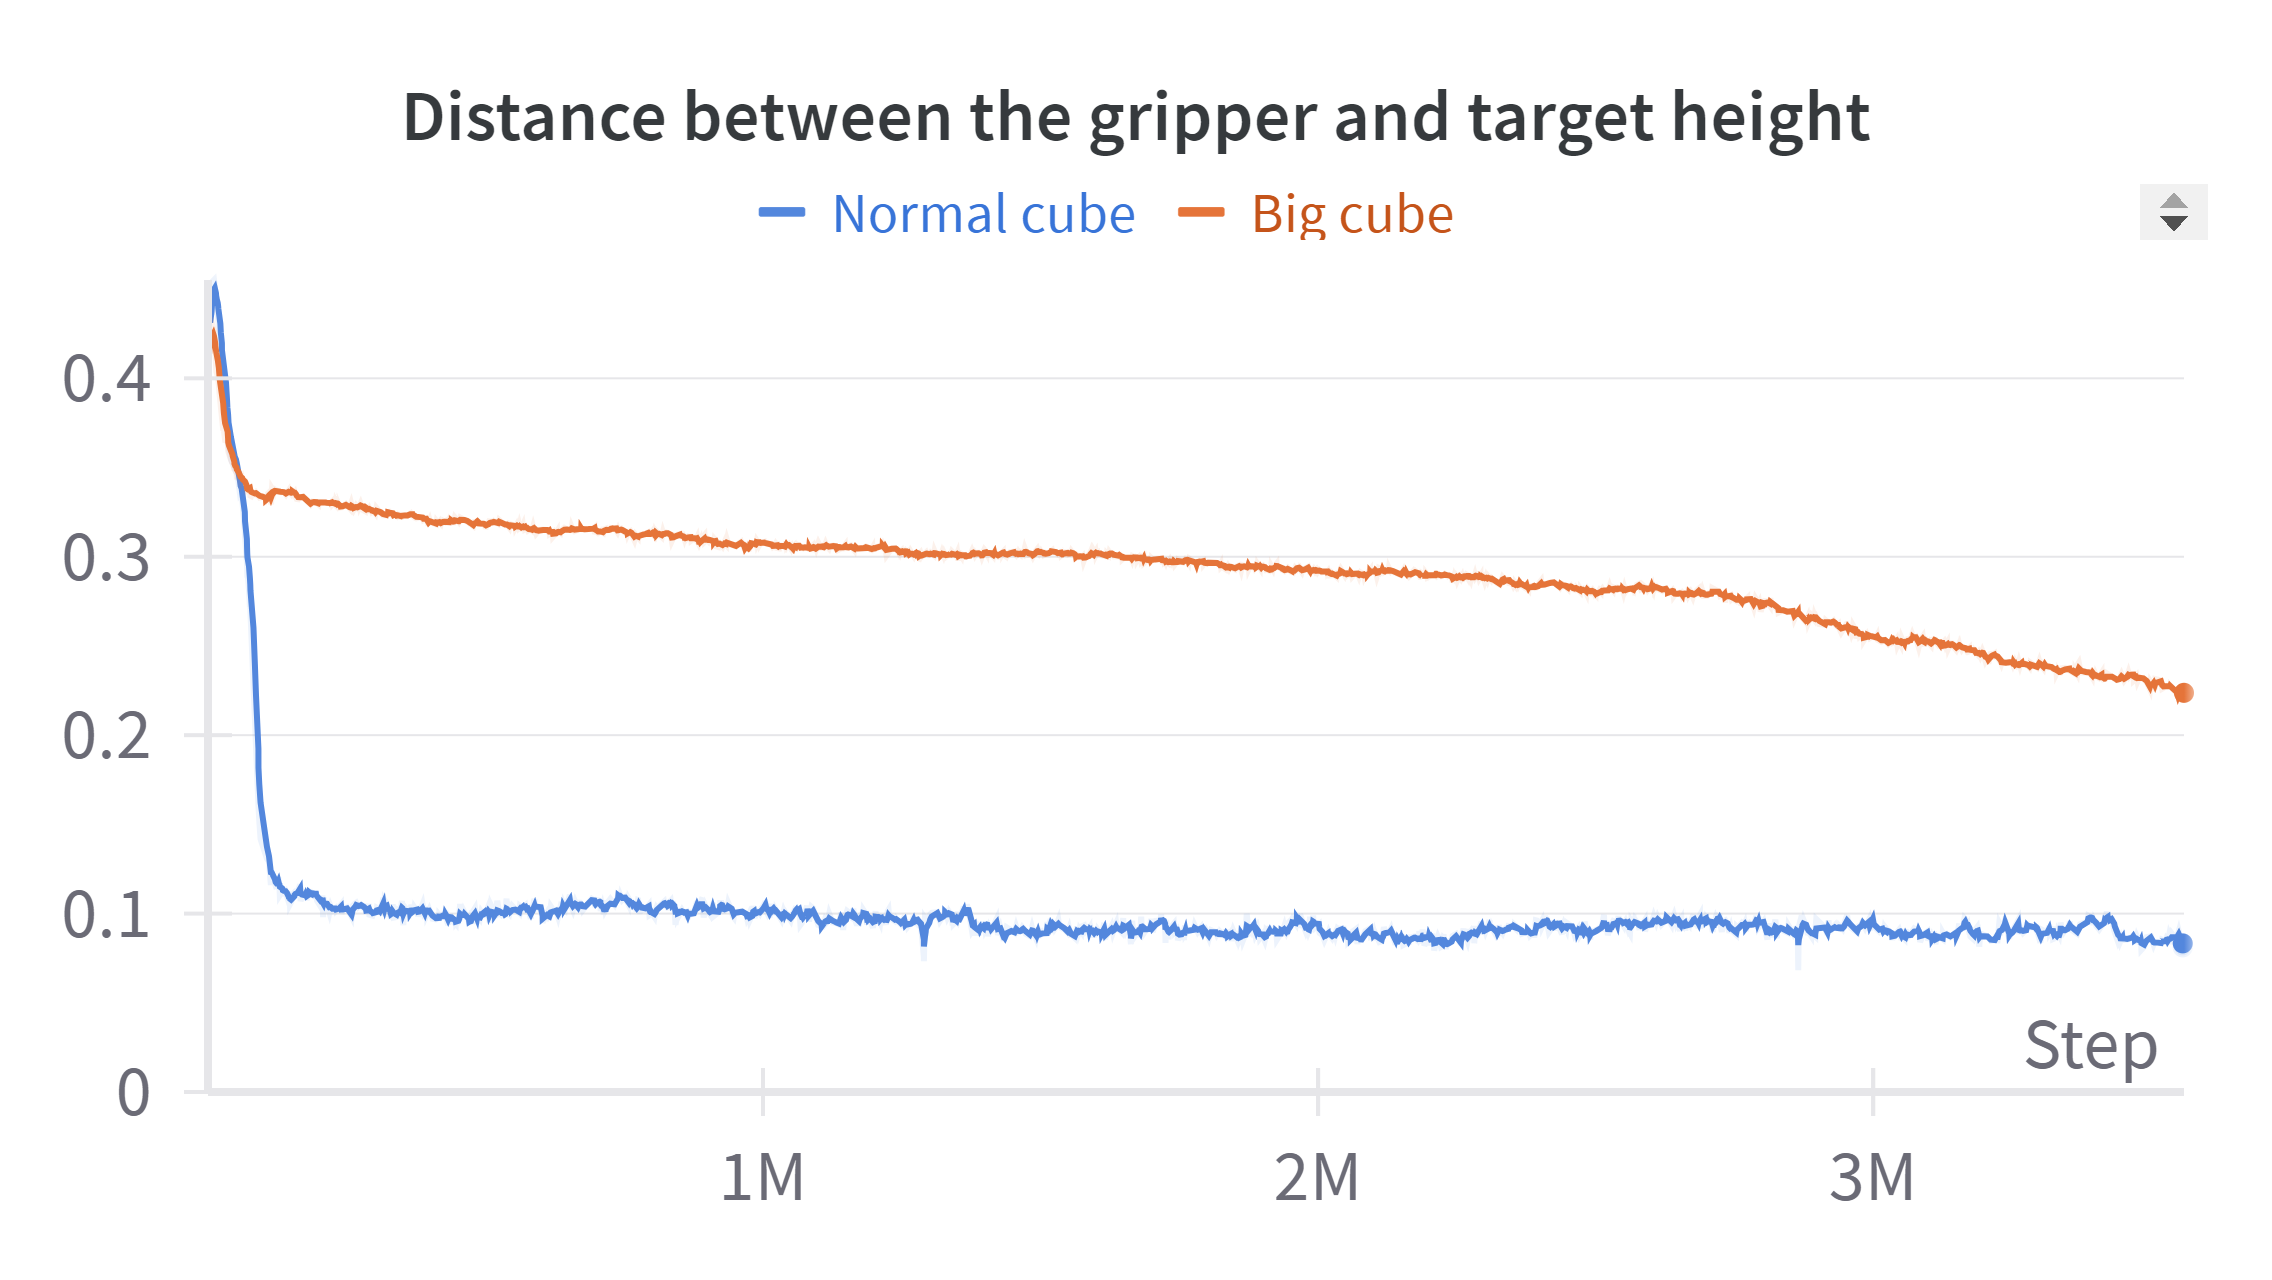 Distance between the gripper and target height
Normal cube Big cube
0.4
0.3
0.2
0.1
0
Step
1M 2M 3M